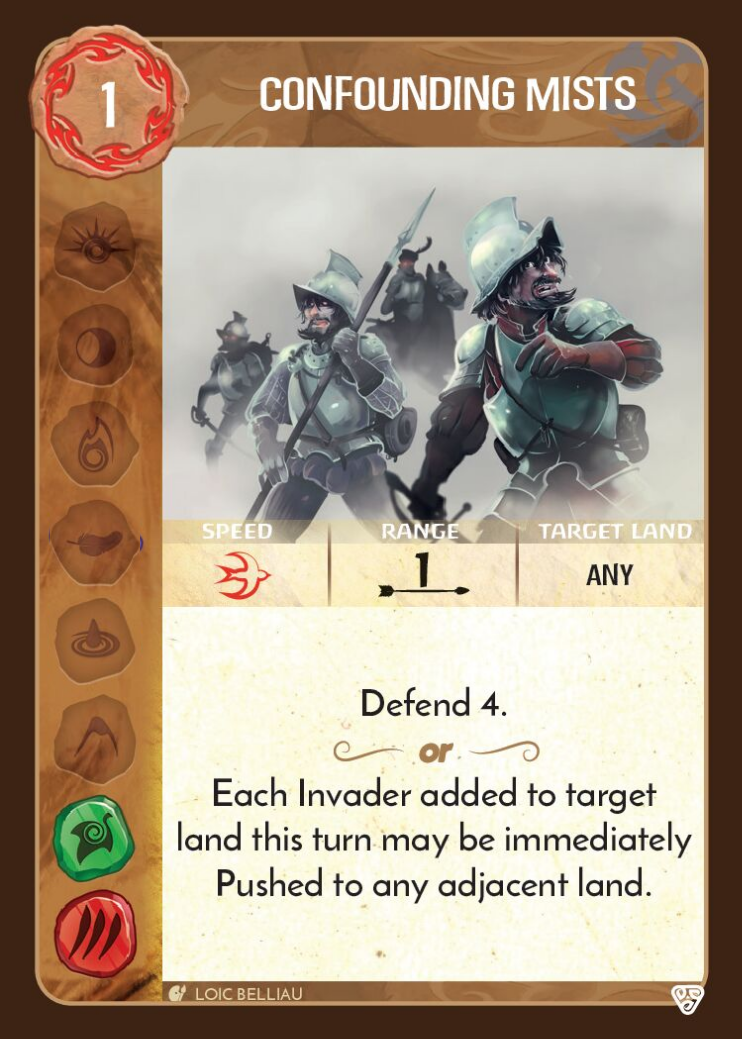 1
CONFOUNDING MISTS
SPEED
RANGE
TARGET LAND
1
ANY
Defend 4.
or
Each Invader added to target
land this turn may be immediately
Pushed to any adjacent land.
LOIC BELLIAU